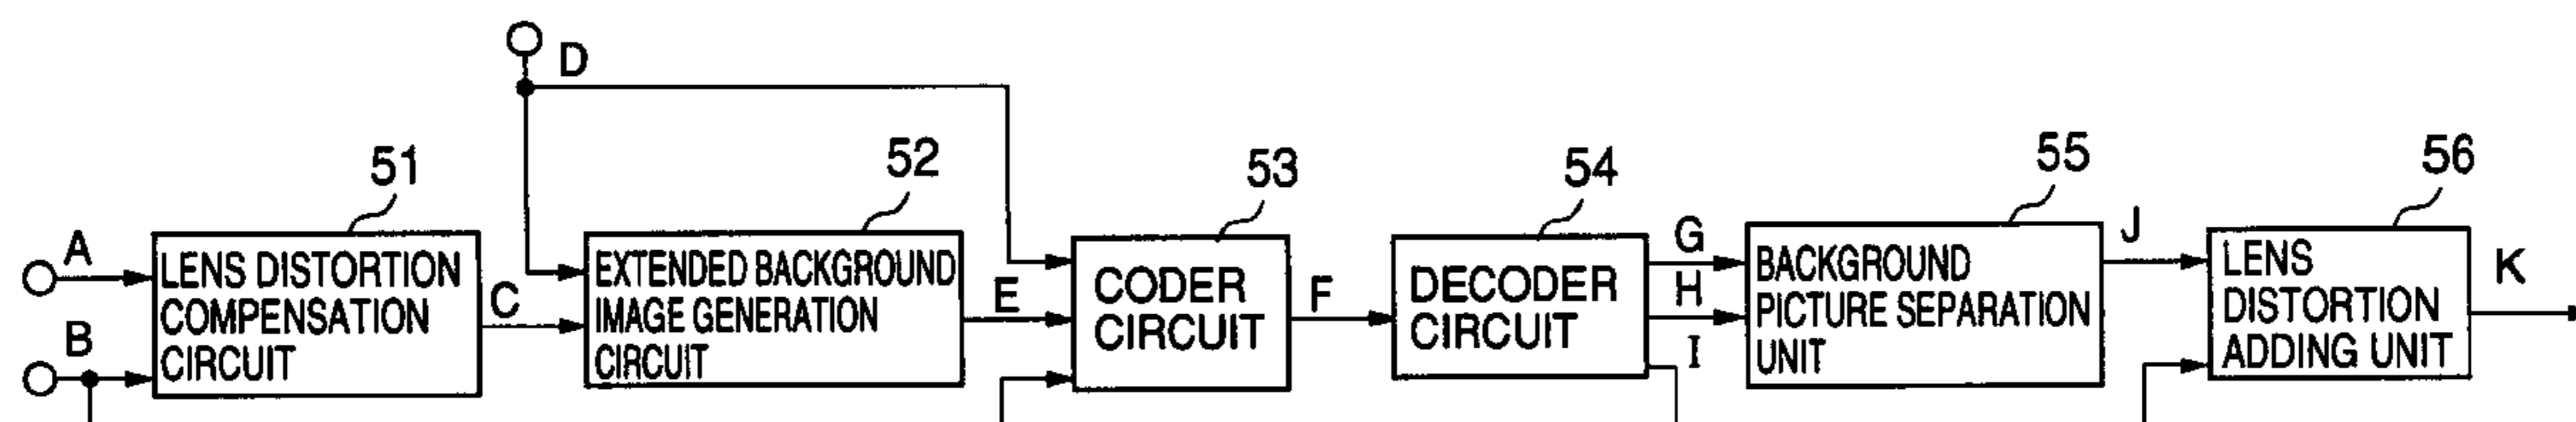 D
51
52
53
54
55
56
A
B
LENS DISTORTION
COMPENSATION
CIRCUIT
C
EXTENDED BACKGROUND
IMAGE GENERATION
CIRCUIT
E
CODER
CIRCUIT
F
DECODER
CIRCUIT
G
H
I
BACKGROUND
PICTURE SEPARATION
UNIT
J
LENS
DISTORTION
ADDING UNIT
K